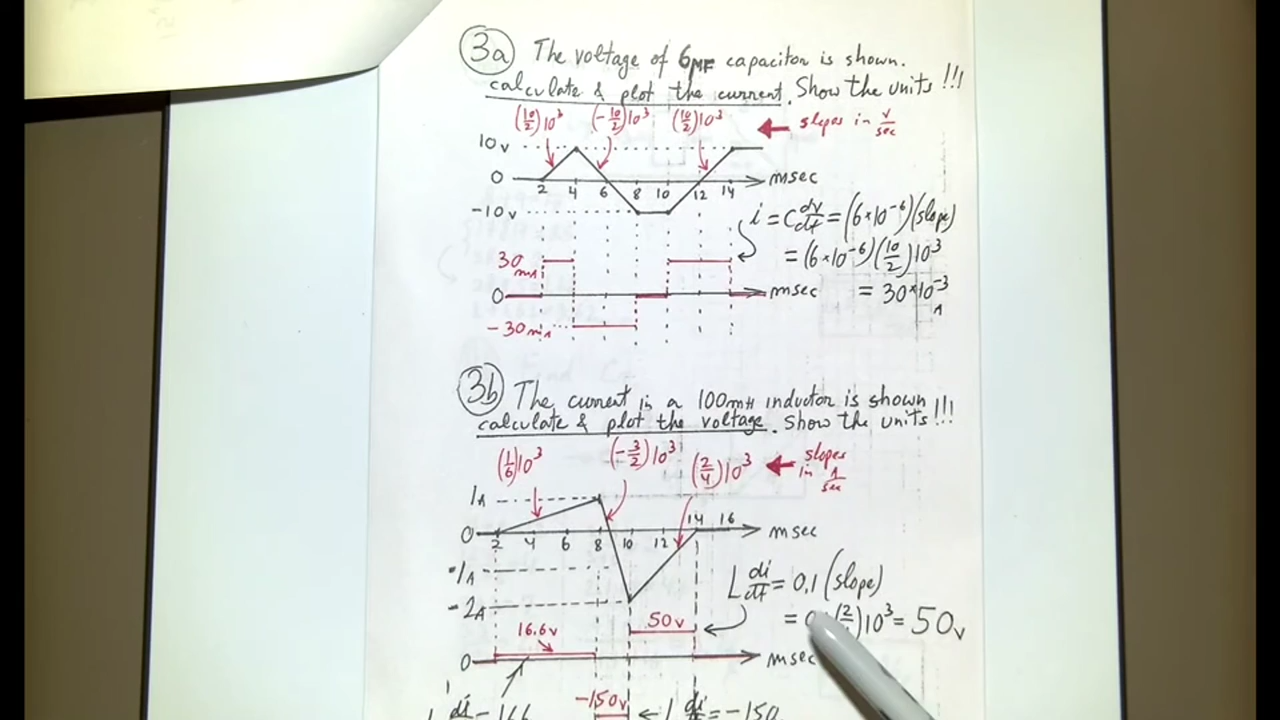 3a The voltage of 6μF capacitor is shown.
calculate & plot the current. Show the units !!!
(10/2)10³ (-10/2)10³ (10/2)10³ ← slopes in v/sec
10v
0 2 4 6 8 10 12 14 msec
-10v
i = C dv/dt = (6×10⁻⁶)(slope)
= (6×10⁻⁶)(10/2)10³
= 30×10⁻³ A
30 mA
0 msec
-30 mA
3b The current in a 100mH inductor is shown
calculate & plot the voltage. Show the units !!!
(1/6)10³ (-3/2)10³ (2/4)10³ ← slopes in A/sec
1A
0 2 4 6 8 10 12 14 16 msec
-1A
-2A
L di/dt = 0.1 (slope)
10³ = 50v
16.6v 50v
0 msec
-150v
di/dt = -150